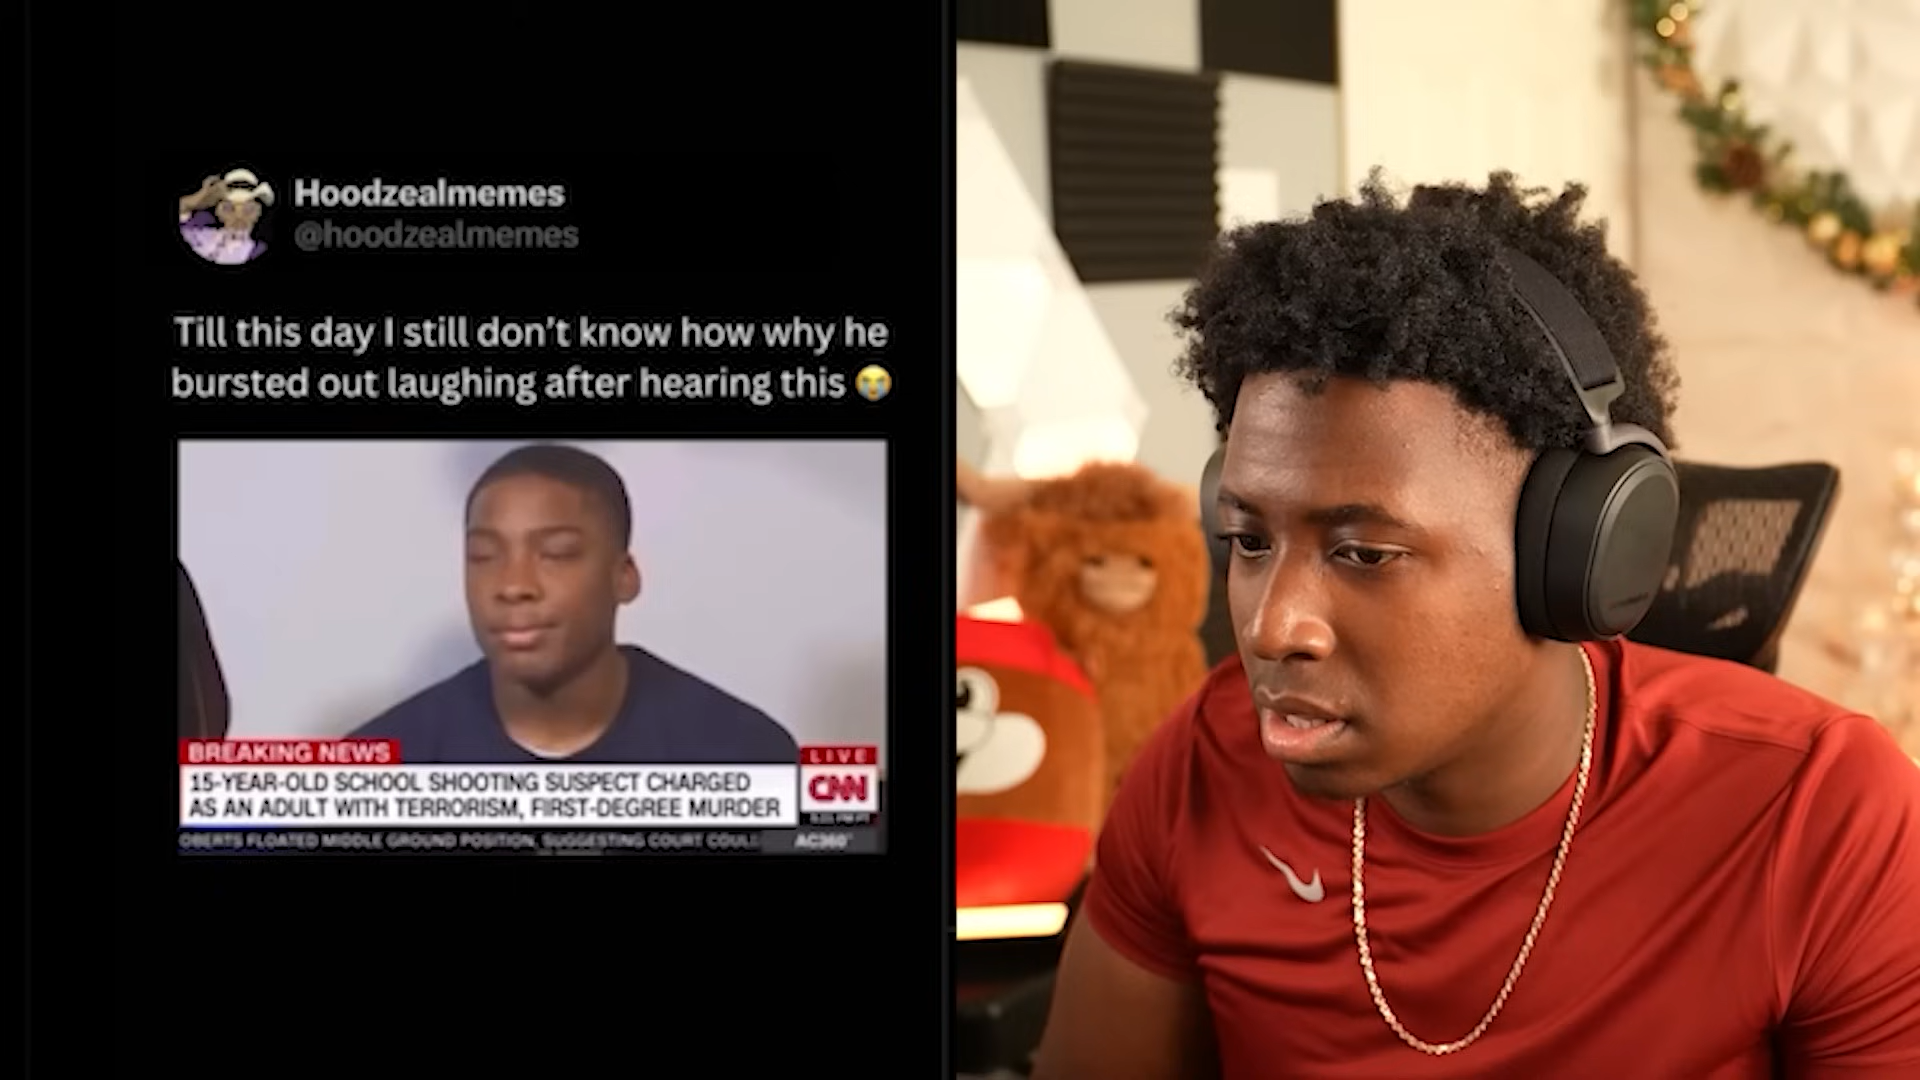 Hoodzealmemes
@hoodzealmemes
Till this day I still don't know how why he
bursted out laughing after hearing this 😭
BREAKING NEWS
LIVE
15-YEAR-OLD SCHOOL SHOOTING SUSPECT CHARGED
AS AN ADULT WITH TERRORISM, FIRST-DEGREE MURDER
CNN
OBERTS FLOATED MIDDLE GROUND POSITION, SUGGESTING COURT COUL
AC360°